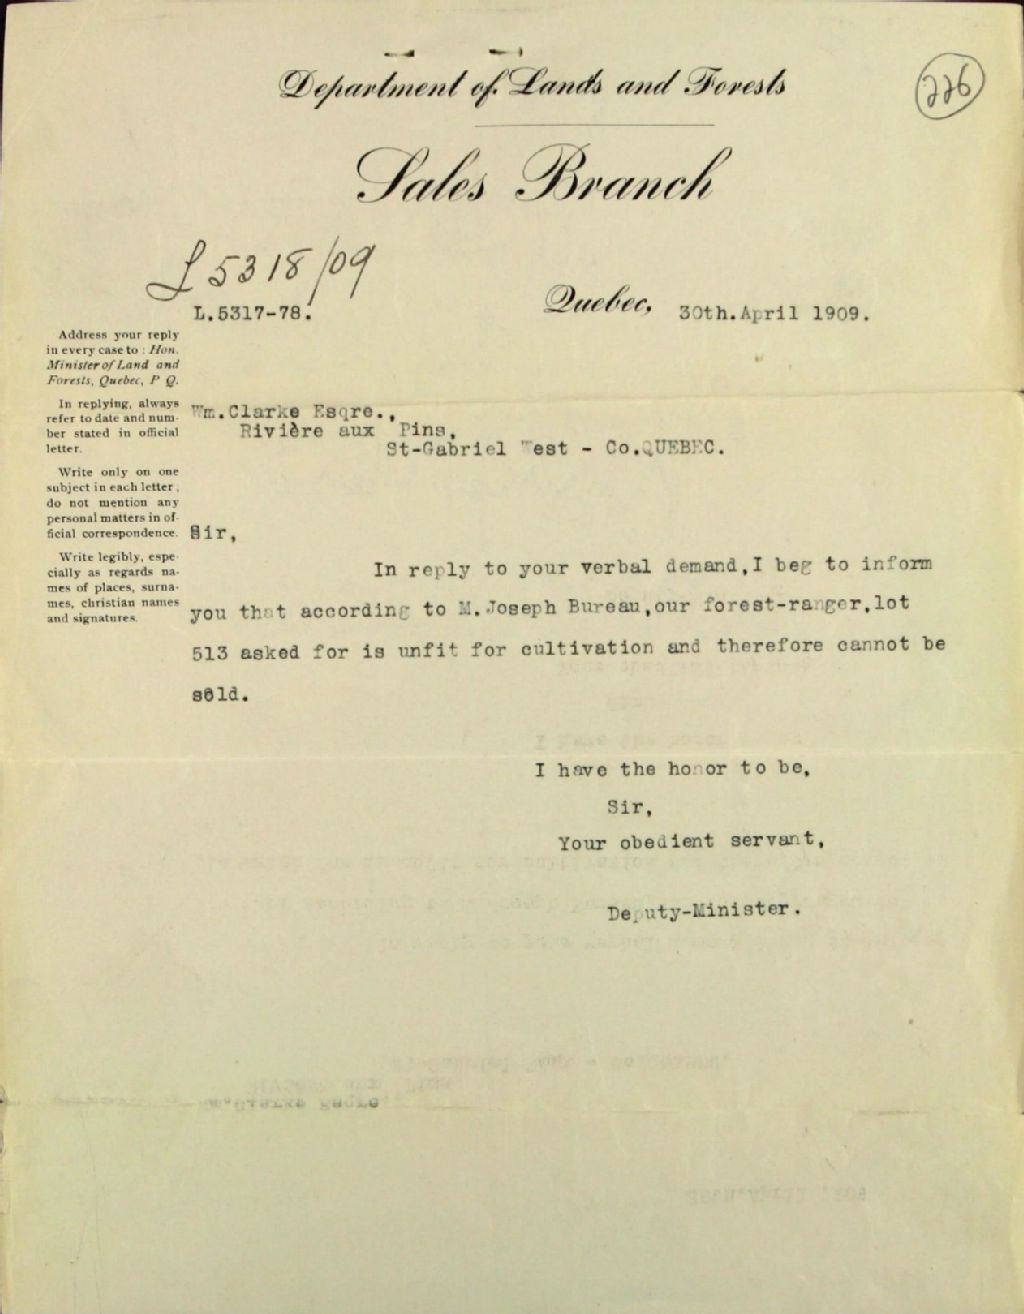 Department of Lands and Forests
226
Sales Branch
L 5318/09
L.5317-78.
Quebec, 30th.April 1909.
Address your reply
in every case to : Hon.
Minister of Land and
Forests, Quebec, P Q.
In replying, always
refer to date and num-
ber stated in official
letter.
Write only on one
subject in each letter ,
do not mention any
personal matters in of-
ficial correspondence.
Write legibly, espe-
cially as regards na-
mes of places, surna-
mes, christian names
and signatures.
Wm.Clarke Esqre.,
Rivière aux Pins,
St-Gabriel West - Co.QUEBEC.
Sir,
In reply to your verbal demand,I beg to inform
you that according to M.Joseph Bureau,our forest-ranger,lot
513 asked for is unfit for cultivation and therefore cannot be
sold.
I have the honor to be,
Sir,
Your obedient servant,
Deputy-Minister.